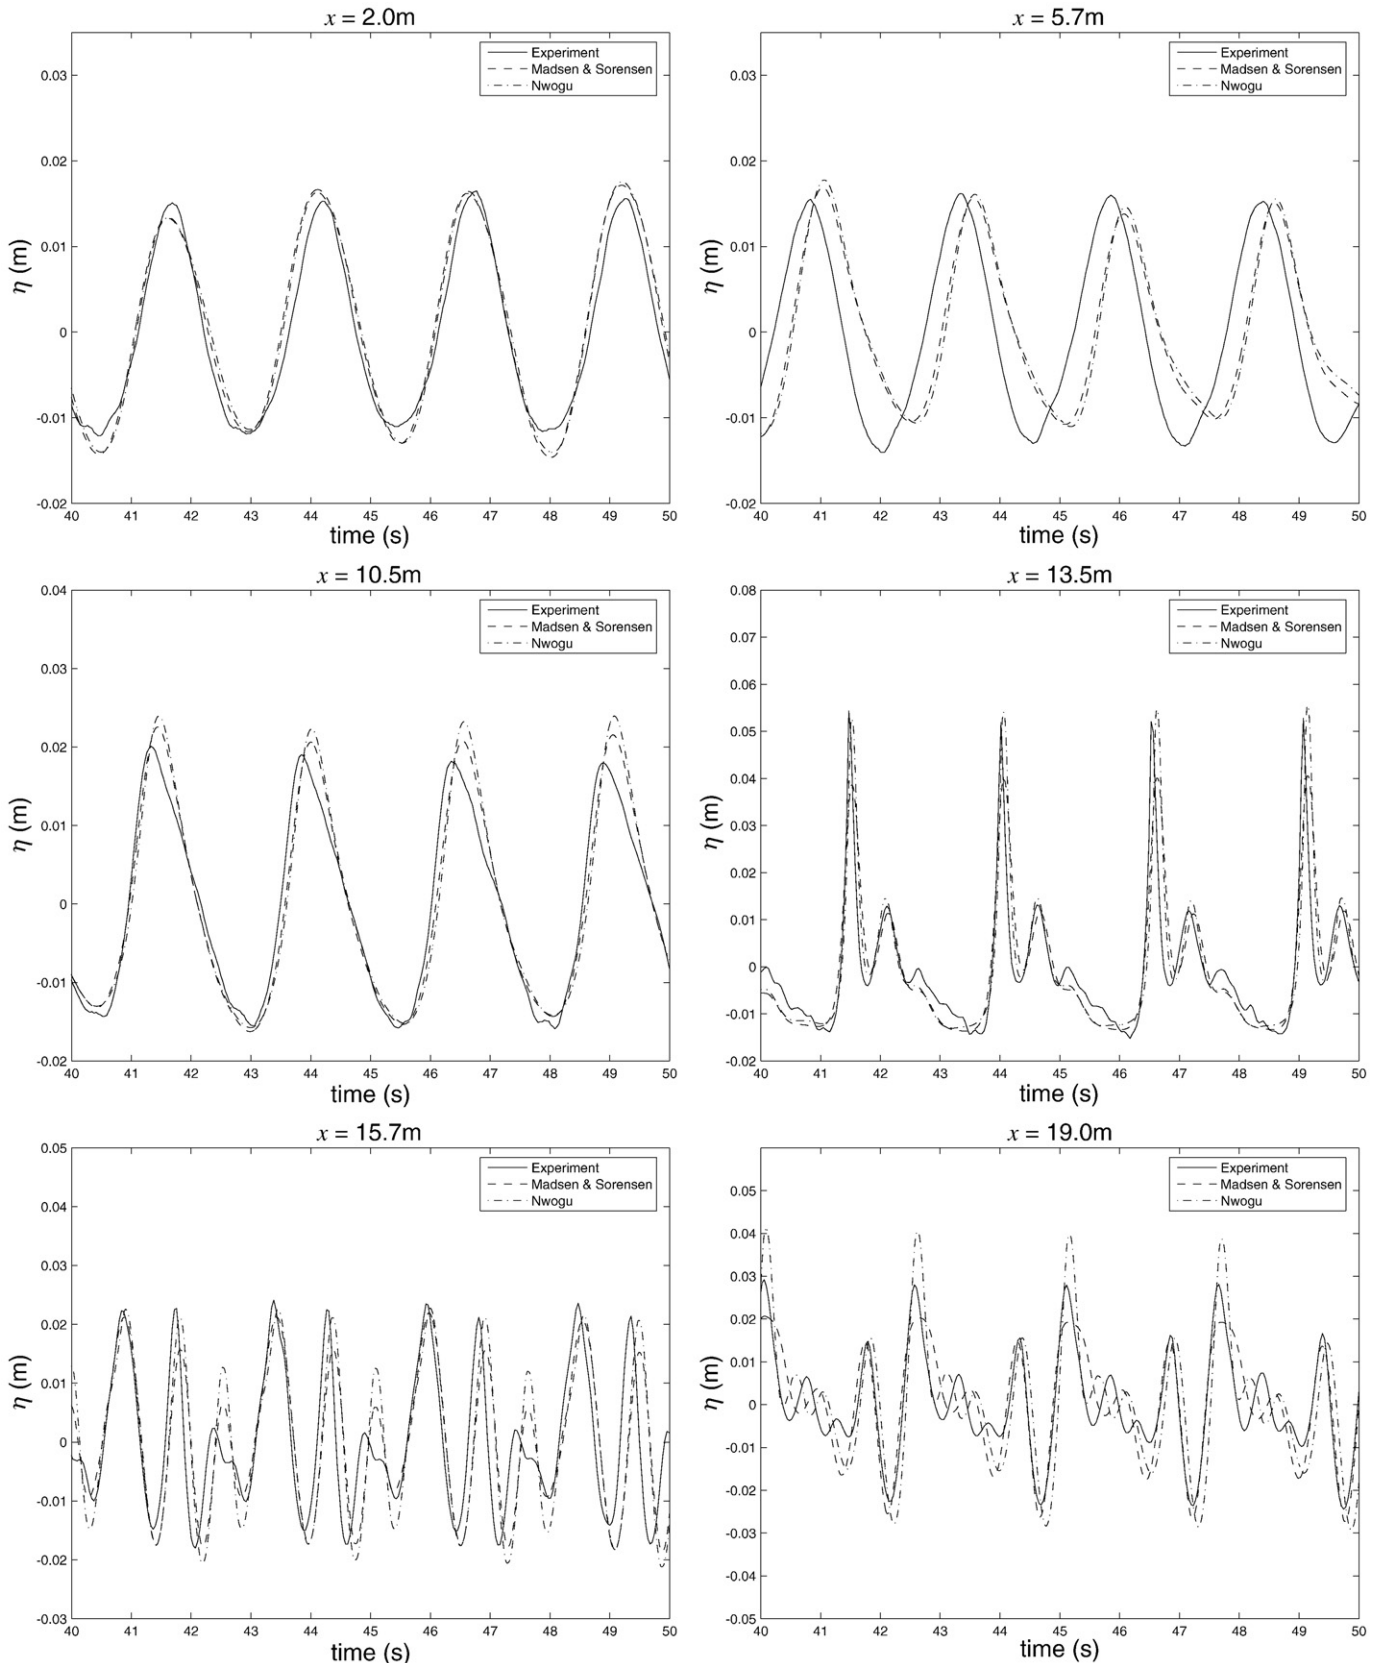 x = 2.0m
Experiment
Madsen & Sorensen
Nwogu
0.03
0.02
0.01
0
-0.01
-0.02
η (m)
40 41 42 43 44 45 46 47 48 49 50
time (s)
x = 5.7m
Experiment
Madsen & Sorensen
Nwogu
0.03
0.02
0.01
0
-0.01
-0.02
η (m)
40 41 42 43 44 45 46 47 48 49 50
time (s)
x = 10.5m
Experiment
Madsen & Sorensen
Nwogu
0.04
0.03
0.02
0.01
0
-0.01
-0.02
η (m)
40 41 42 43 44 45 46 47 48 49 50
time (s)
x = 13.5m
Experiment
Madsen & Sorensen
Nwogu
0.08
0.07
0.06
0.05
0.04
0.03
0.02
0.01
0
-0.01
-0.02
η (m)
40 41 42 43 44 45 46 47 48 49 50
time (s)
x = 15.7m
Experiment
Madsen & Sorensen
Nwogu
0.05
0.04
0.03
0.02
0.01
0
-0.01
-0.02
-0.03
η (m)
40 41 42 43 44 45 46 47 48 49 50
time (s)
x = 19.0m
Experiment
Madsen & Sorensen
Nwogu
0.05
0.04
0.03
0.02
0.01
0
-0.01
-0.02
-0.03
-0.04
-0.05
η (m)
40 41 42 43 44 45 46 47 48 49 50
time (s)